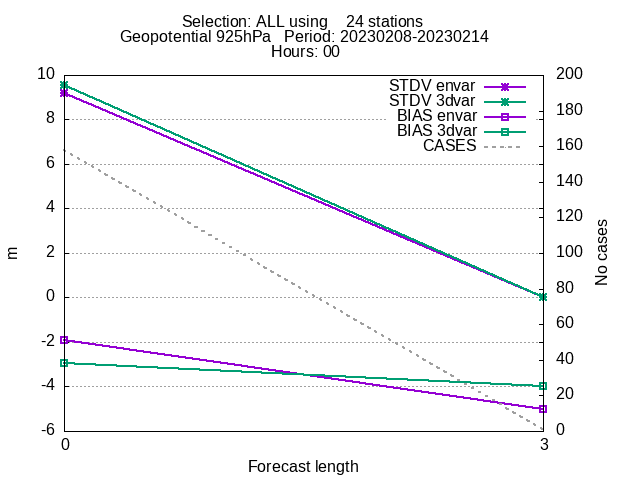 Selection: ALL using    24 stations
Geopotential 925hPa   Period: 20230208-20230214
Hours: 00
10
8
6
4
2
0
-2
-4
-6
m
200
180
160
140
120
100
80
60
40
20
0
No cases
STDV envar
STDV 3dvar
BIAS envar
BIAS 3dvar
CASES
0
3
Forecast length